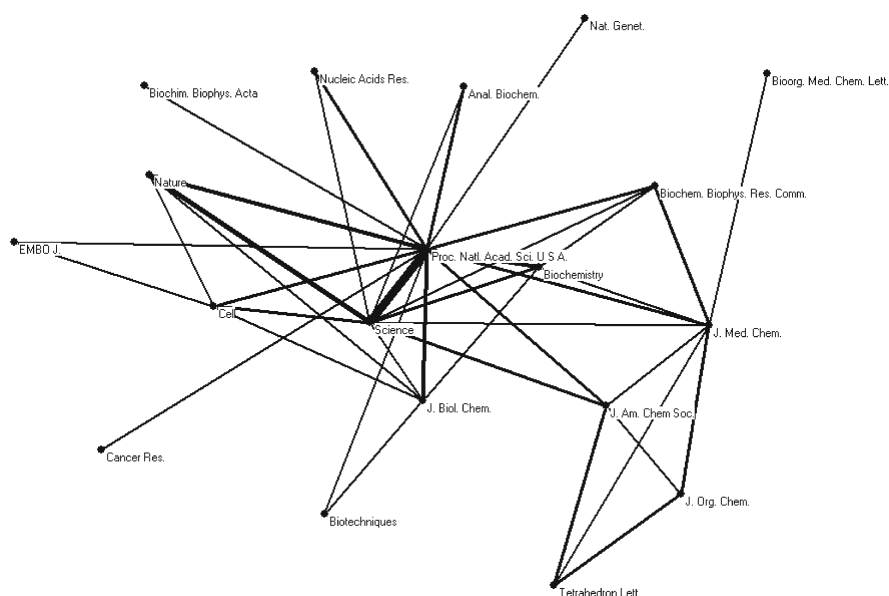 Nat. Genet.
Nucleic Acids Res.
Bioorg. Med. Chem. Lett.
Biochim. Biophys. Acta
Anal. Biochem.
Nature
Biochem. Biophys. Res. Comm.
EMBO J.
Proc. Natl. Acad. Sci. U S A.
Biochemistry
Cell
Science
J. Med. Chem.
J. Biol. Chem.
J. Am. Chem Soc.
Cancer Res.
J. Org. Chem.
Biotechniques
Tetrahedron Lett.